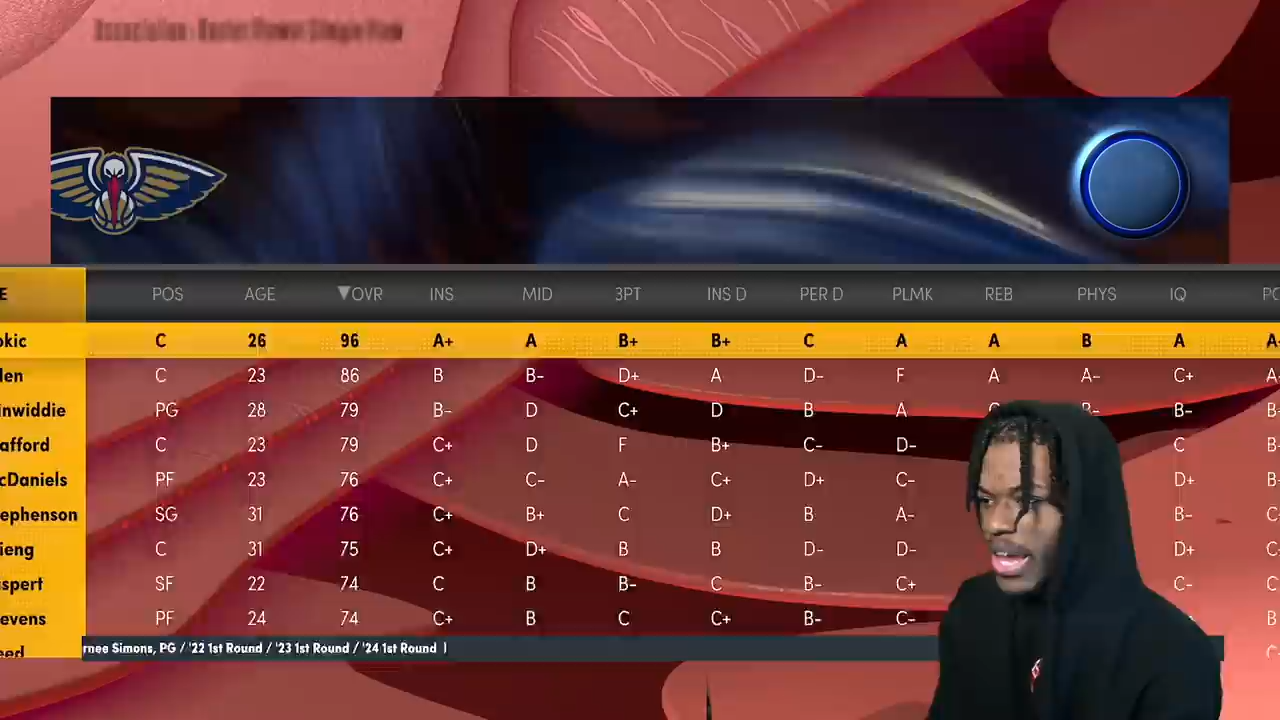 E POS AGE ▼OVR INS MID 3PT INS D PER D PLMK REB PHYS IQ
okic C 26 96 A+ A B+ B+ C A A B A A-
len C 23 86 B B- D+ A D- F A A- C+ A-
inwiddie PG 28 79 B- D C+ D B A B- B- B-
afford C 23 79 C+ D F B+ C- D- C B-
cDaniels PF 23 76 C+ C- A- C+ D+ C- D+ B-
ephenson SG 31 76 C+ B+ C D+ B A- B- C
ieng C 31 75 C+ D+ B B D- D- D+ C
spert SF 22 74 C B B- C B- C+ C- C
evens PF 24 74 C+ B C C+ B- C- B
eed
rnee Simons, PG / '22 1st Round / '23 1st Round / '24 1st Round |